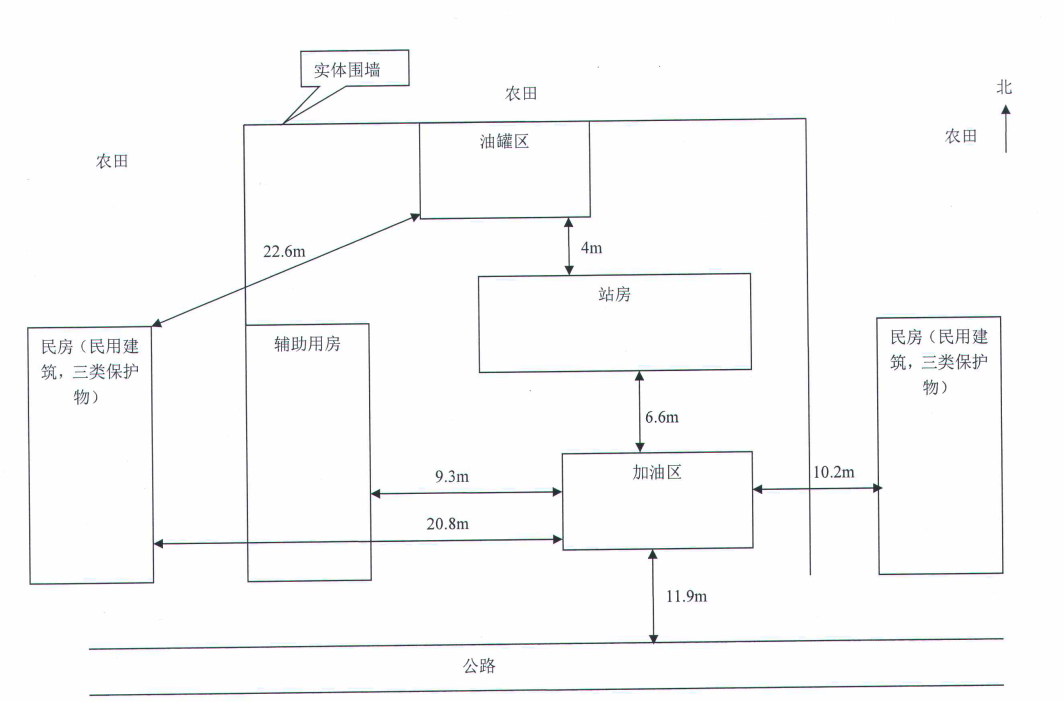 实体围墙
农田
北
农田
农田
油罐区
22.6m
4m
站房
民房（民用建
筑，三类保护
物）
辅助用房
民房（民用建
筑，三类保护
物）
6.6m
加油区
9.3m
10.2m
20.8m
11.9m
公路